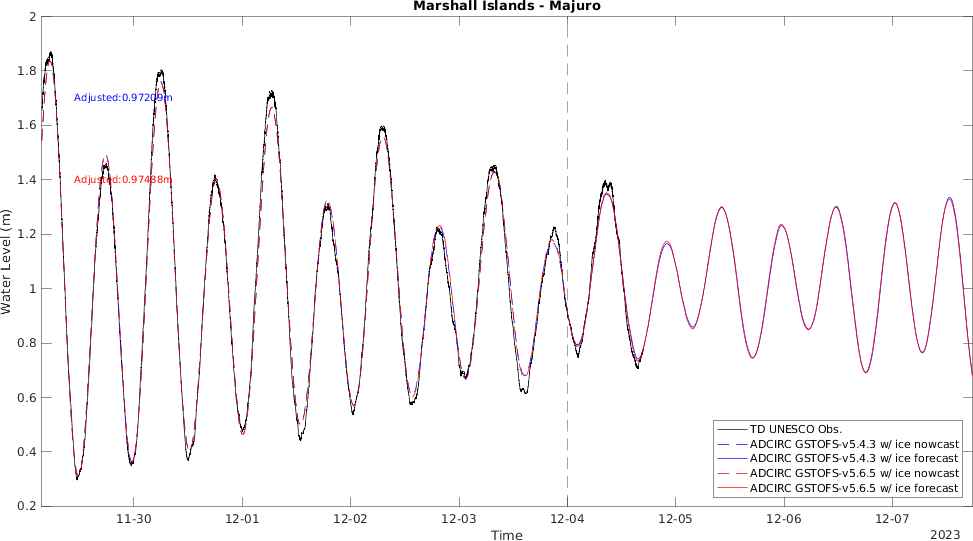 Marshall Islands - Majuro
2
1.8
1.6
1.4
1.2
1
0.8
0.6
0.4
0.2
Water Level (m)
Adjusted:0.97209m
Adjusted:0.97438m
TD UNESCO Obs.
ADCIRC GSTOFS-v5.4.3 w/ ice nowcast
ADCIRC GSTOFS-v5.4.3 w/ ice forecast
ADCIRC GSTOFS-v5.6.5 w/ ice nowcast
ADCIRC GSTOFS-v5.6.5 w/ ice forecast
11-30 12-01 12-02 12-03 12-04 12-05 12-06 12-07
Time
2023